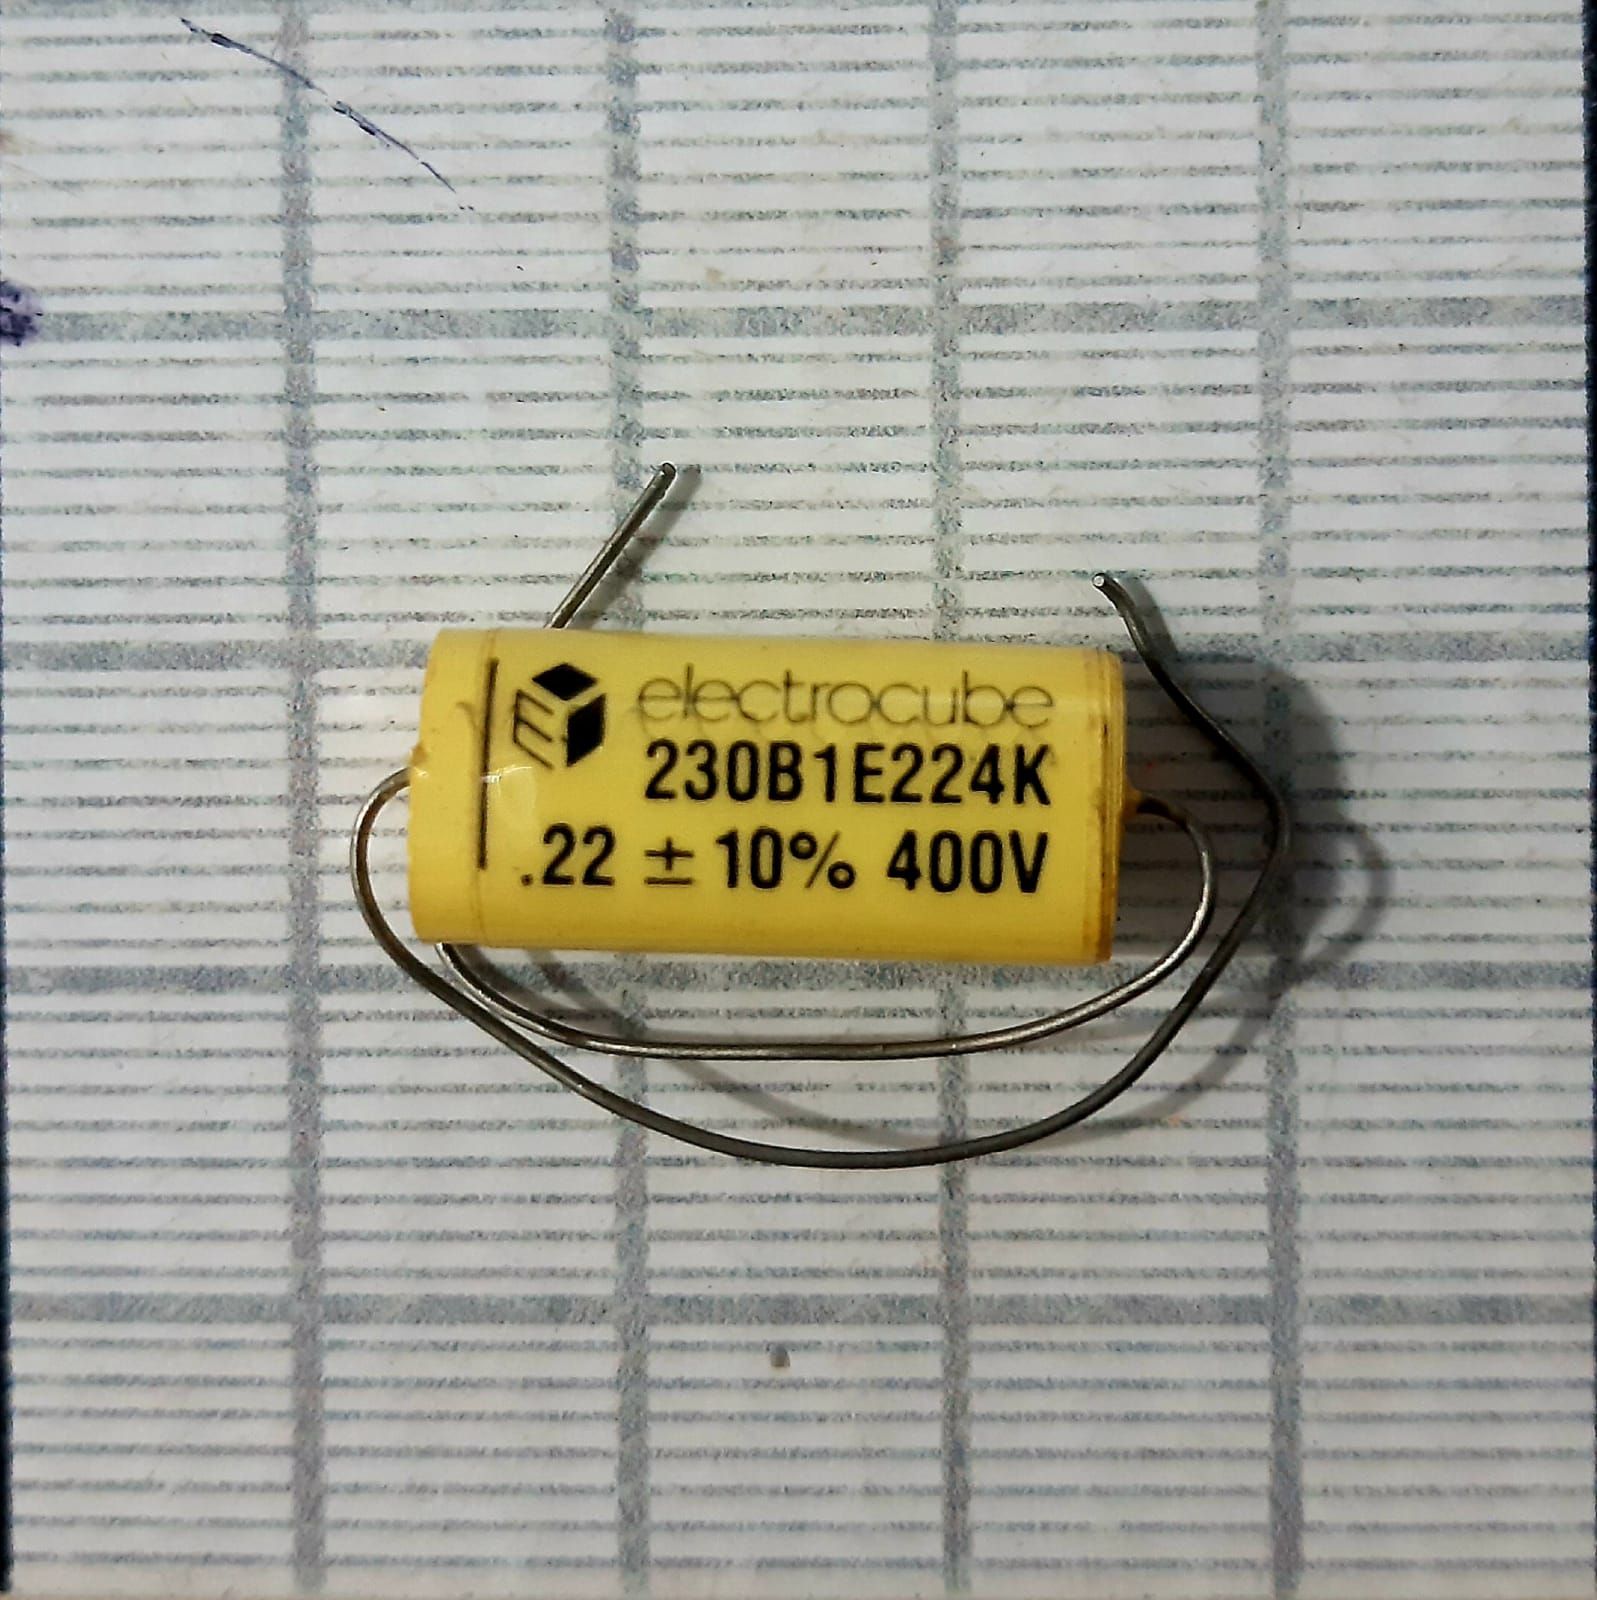 electrocube
230B1E224K
.22 ± 10% 400V